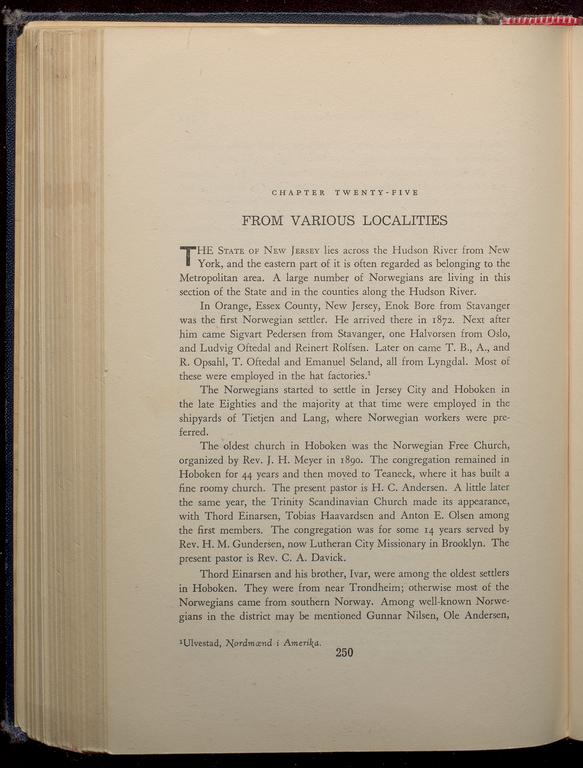 CHAPTER TWENTY-FIVE
FROM VARIOUS LOCALITIES
THE STATE OF NEW JERSEY lies across the Hudson River from New
York, and the eastern part of it is often regarded as belonging to the
Metropolitan area. A large number of Norwegians are living in this
section of the State and in the counties along the Hudson River.
In Orange, Essex County, New Jersey, Enok Bore from Stavanger
was the first Norwegian settler. He arrived there in 1872. Next after
him came Sigvart Pedersen from Stavanger, one Halvorsen from Oslo,
and Ludvig Oftedal and Reinert Rolfsen. Later on came T. B., A., and
R. Opsahl, T. Oftedal and Emanuel Seland, all from Lyngdal. Most of
these were employed in the hat factories.¹
The Norwegians started to settle in Jersey City and Hoboken in
the late Eighties and the majority at that time were employed in the
shipyards of Tietjen and Lang, where Norwegian workers were pre-
ferred.
The oldest church in Hoboken was the Norwegian Free Church,
organized by Rev. J. H. Meyer in 1890. The congregation remained in
Hoboken for 44 years and then moved to Teaneck, where it has built a
fine roomy church. The present pastor is H. C. Andersen. A little later
the same year, the Trinity Scandinavian Church made its appearance,
with Thord Einarsen, Tobias Haavardsen and Anton E. Olsen among
the first members. The congregation was for some 14 years served by
Rev. H. M. Gundersen, now Lutheran City Missionary in Brooklyn. The
present pastor is Rev. C. A. Davick.
Thord Einarsen and his brother, Ivar, were among the oldest settlers
in Hoboken. They were from near Trondheim; otherwise most of the
Norwegians came from southern Norway. Among well-known Norwe-
gians in the district may be mentioned Gunnar Nilsen, Ole Andersen,
¹Ulvestad, Nordmænd i Amerika.
250